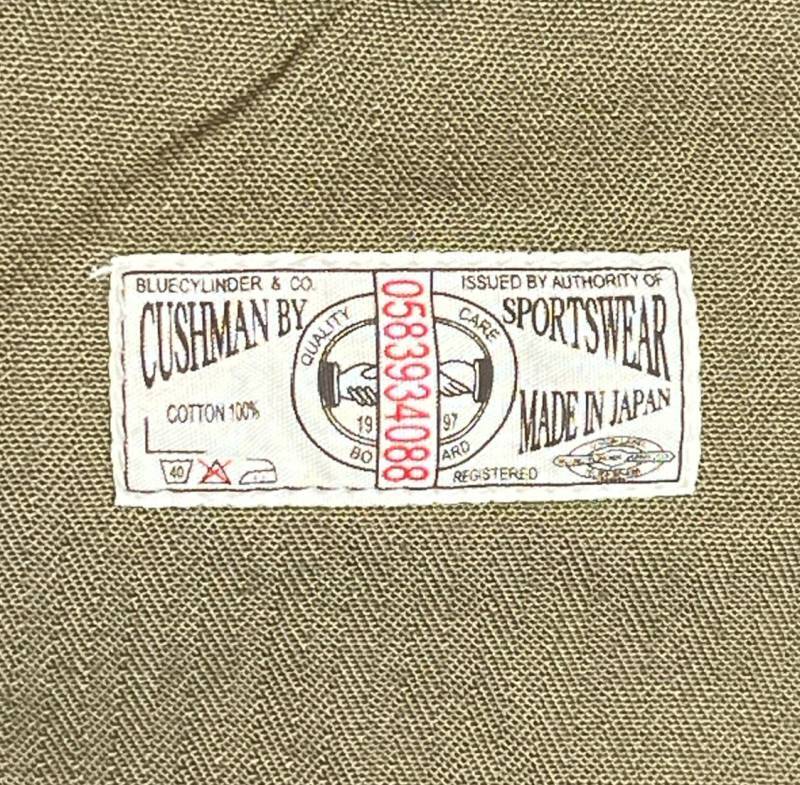 BLUECYLINDER & CO.
ISSUED BY AUTHORITY OF
CUSHMAN BY
SPORTSWEAR
QUALITY
CARE
0583934088
COTTON 100%
19 97
MADE IN JAPAN
BO ARD
40
REGISTERED